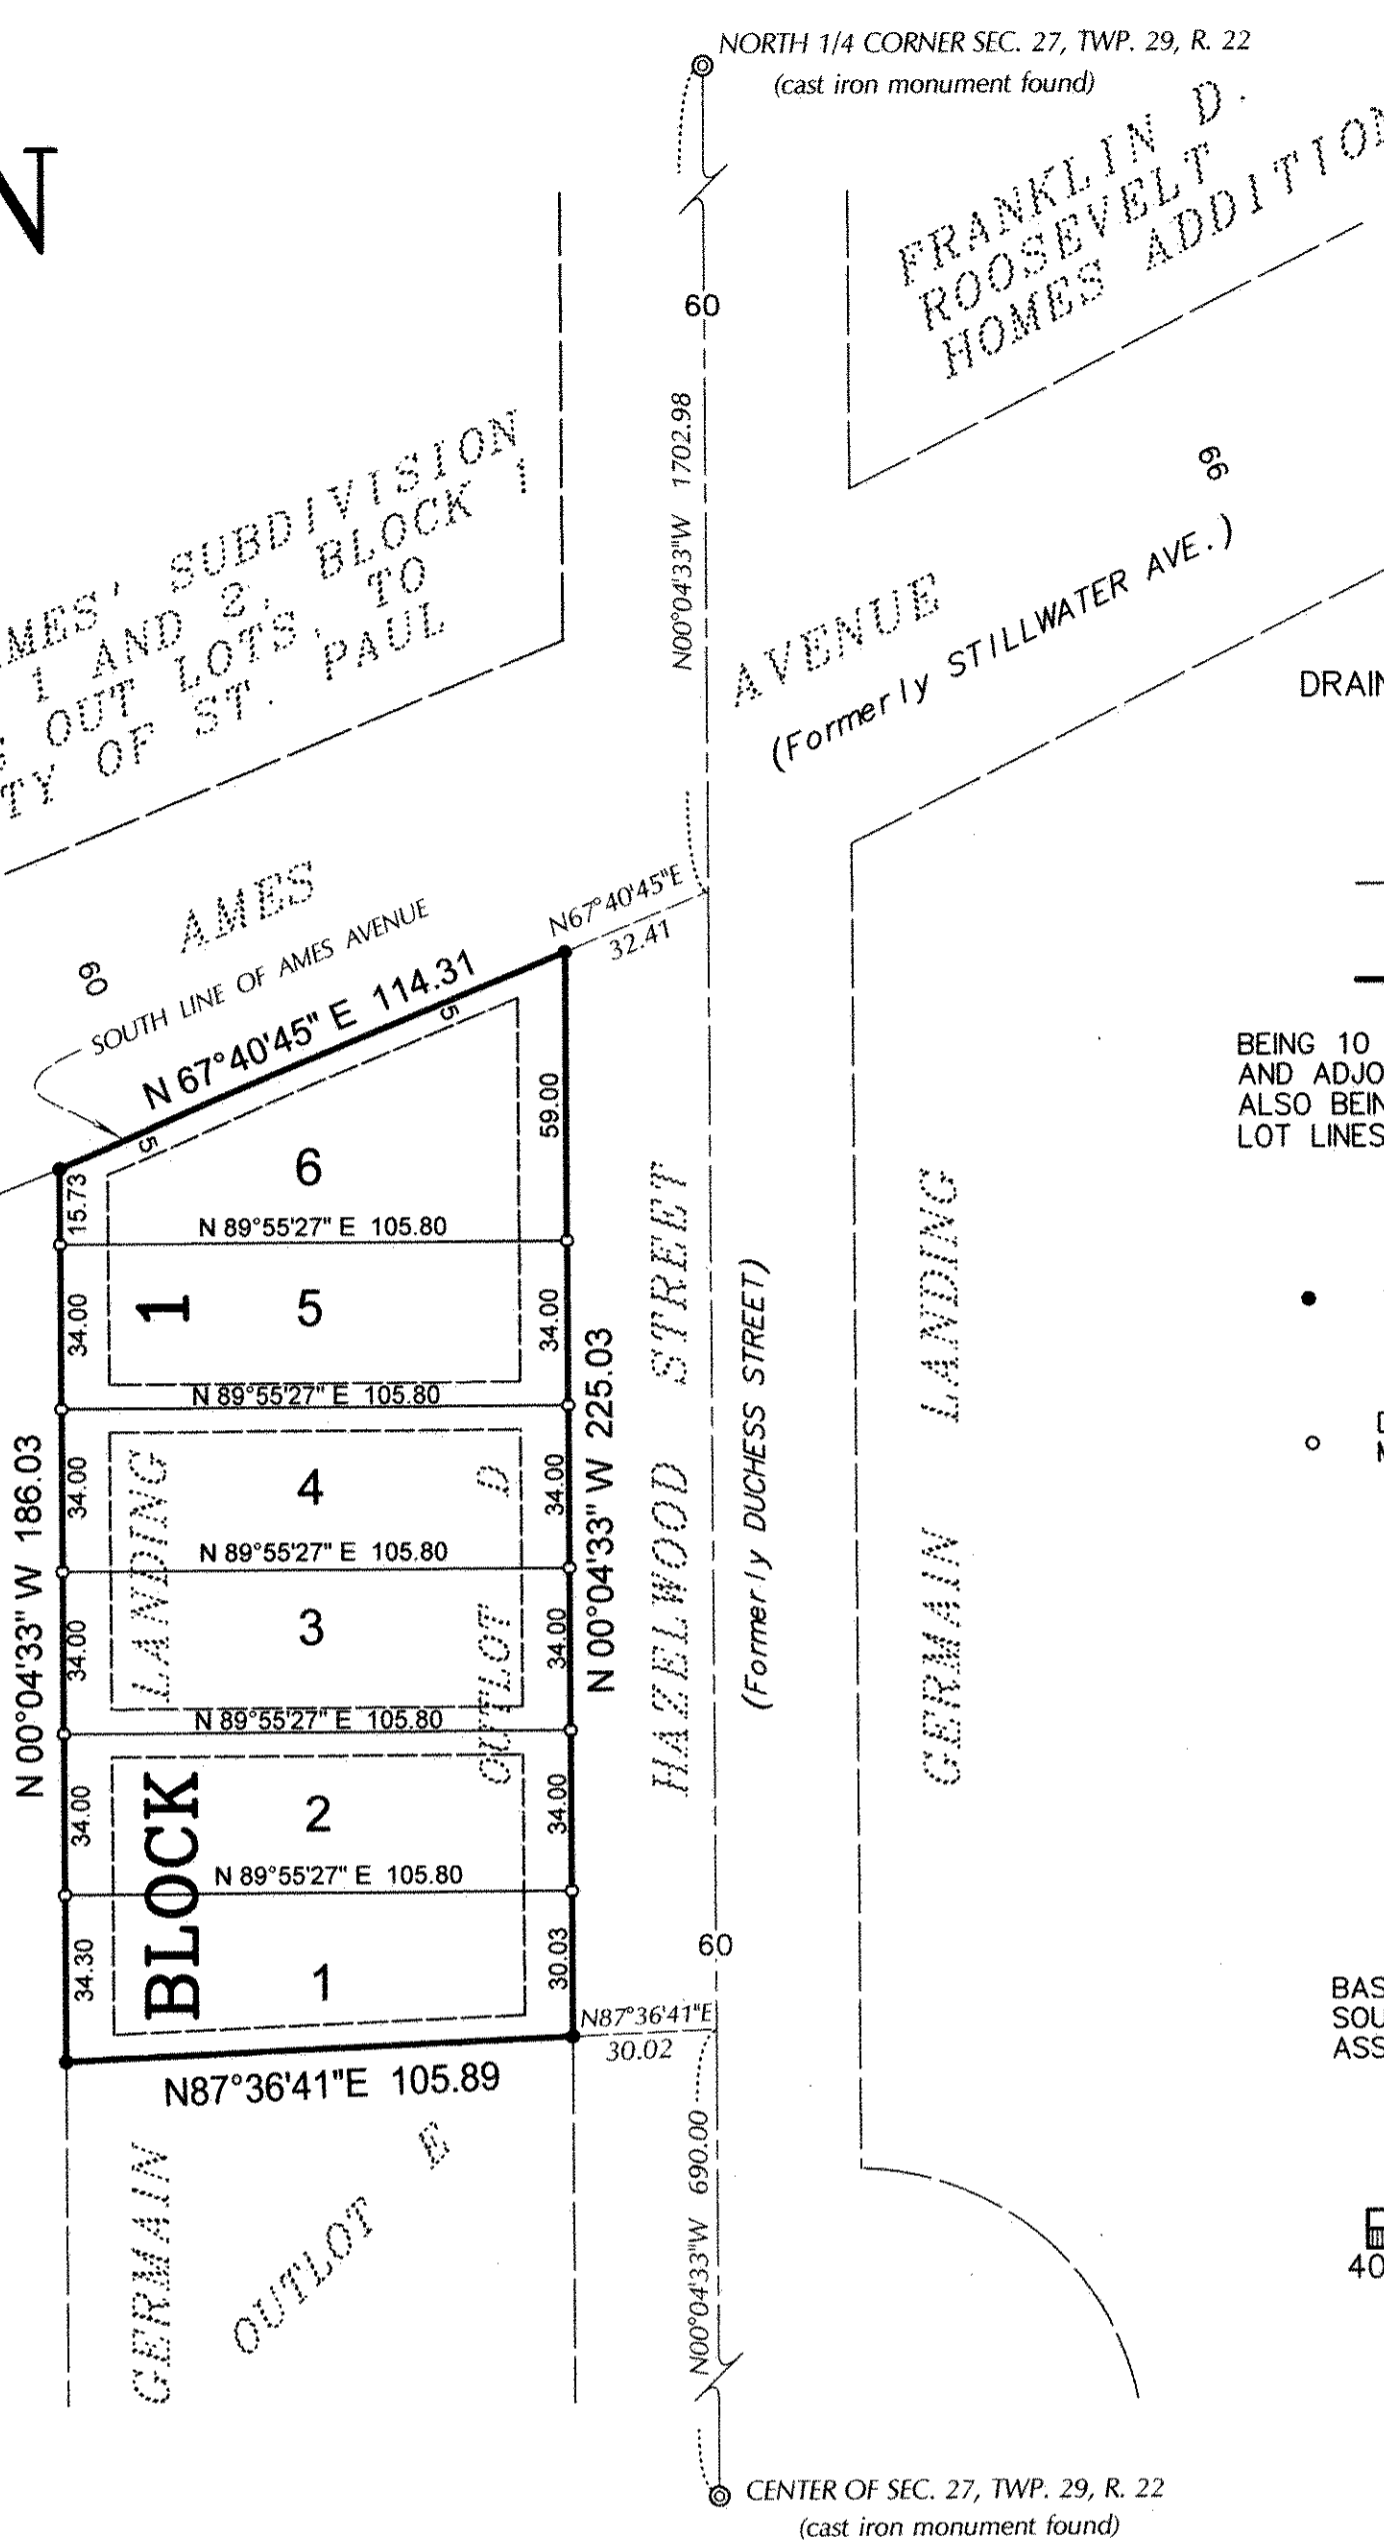 NORTH 1/4 CORNER SEC. 27, TWP. 29, R. 22
(cast iron monument found)
N
FRANKLIN D.
ROOSEVELT
HOMES ADDITION
60
N00°04'33"W 1702.98
66
MES' SUBDIVISION
1 AND 2, BLOCK 1
OUT LOTS, TO
TY OF ST. PAUL
AVENUE
(Formerly STILLWATER AVE.)
DRAIN
AMES
60
SOUTH LINE OF AMES AVENUE
N 67°40'45" E 114.31
N67°40'45"E
32.41
5
5
BEING 10
AND ADJO
ALSO BEIN
LOT LINES
15.73
59.00
6
N 89°55'27" E 105.80
34.00
1
5
34.00
N 89°55'27" E 105.80
34.00
4
34.00
N 89°55'27" E 105.80
34.00
3
34.00
N 89°55'27" E 105.80
34.00
2
34.00
N 89°55'27" E 105.80
34.30
1
30.03
BLOCK
LANDING
OUTLOT D
N 00°04'33" W 186.03
N 00°04'33" W 225.03
HAZELWOOD STREET
(Formerly DUCHESS STREET)
GERMAIN LANDING
60
N87°36'41"E
30.02
N87°36'41"E 105.89
BAS
SOU
ASS
GERMAIN
OUTLOT E
N00°04'33"W 690.00
40
CENTER OF SEC. 27, TWP. 29, R. 22
(cast iron monument found)